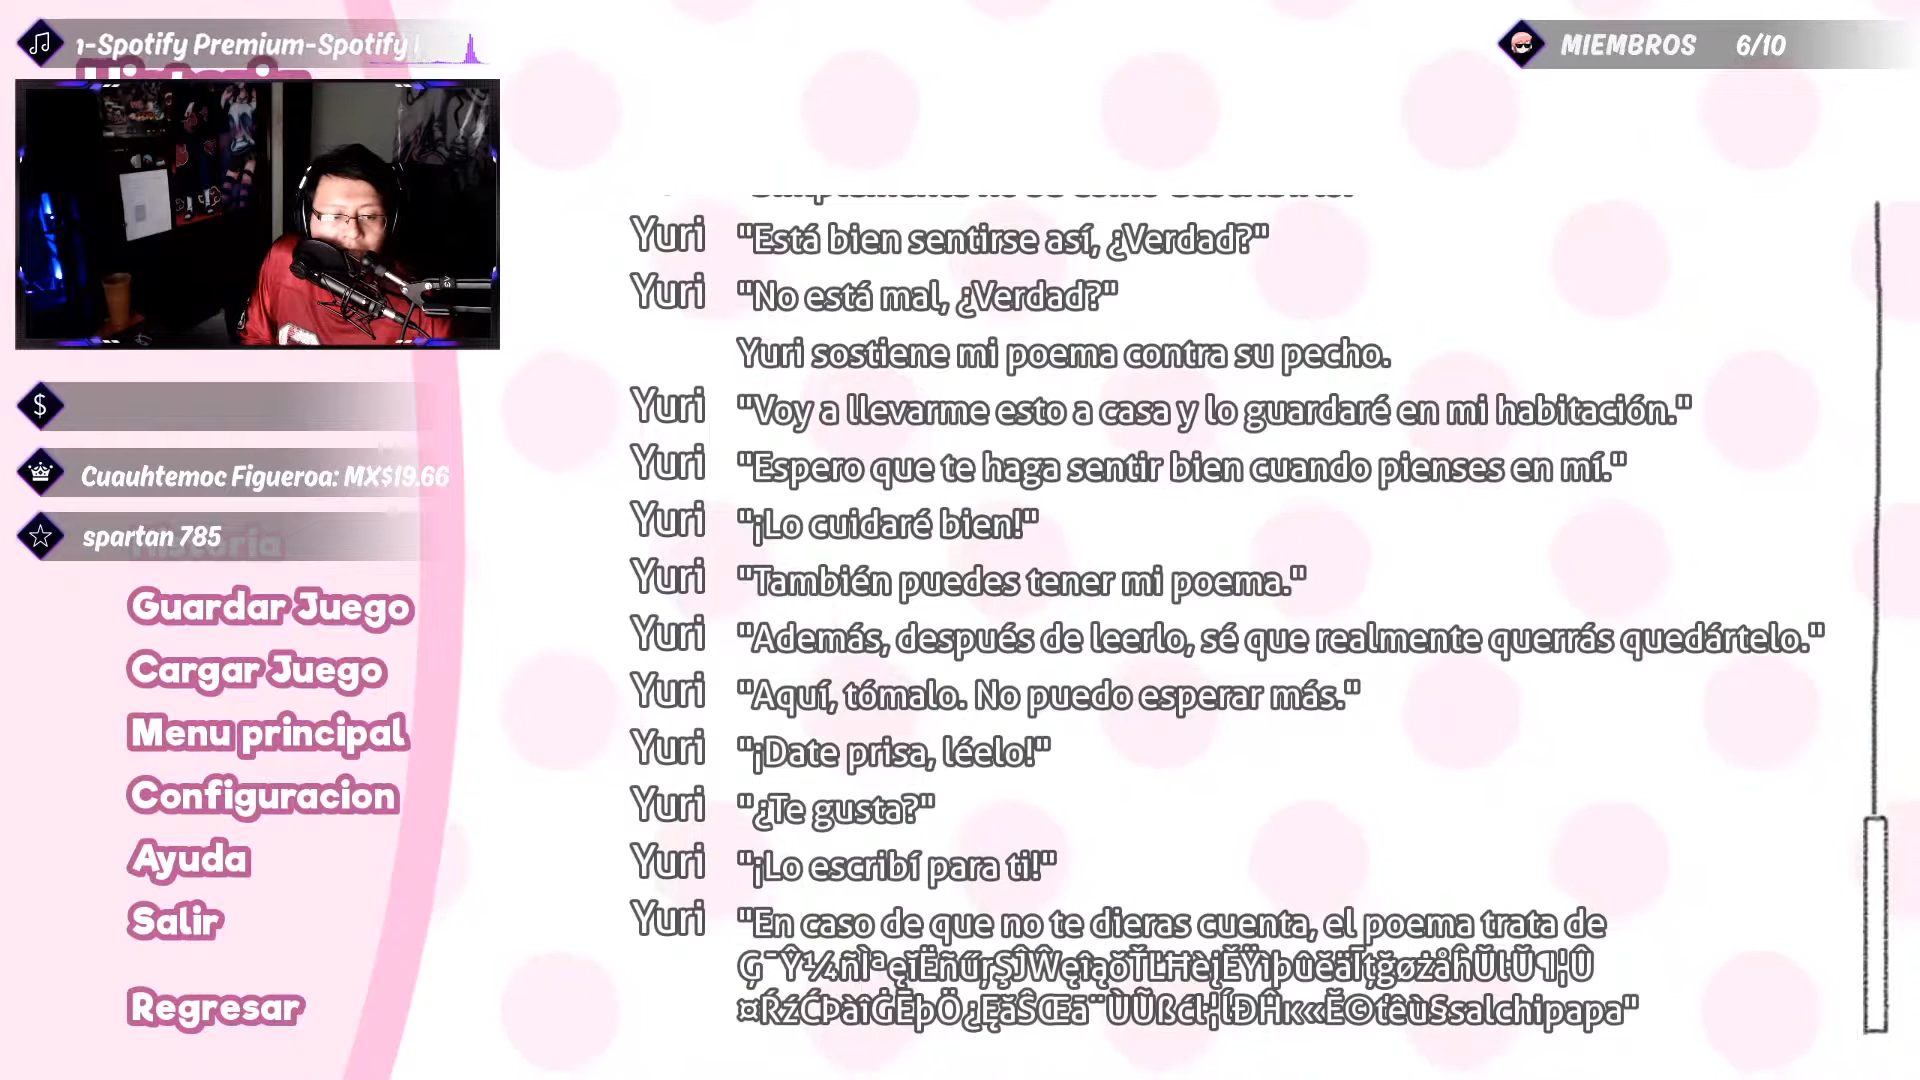 -Spotify Premium-Spotify
MIEMBROS 6/10
Historia
$
Cuauhtemoc Figueroa: MX$19.66
spartan 785
Historia
Guardar Juego
Cargar Juego
Menu principal
Configuracion
Ayuda
Salir
Regresar
Yuri "Está bien sentirse así, ¿Verdad?"
Yuri "No está mal, ¿Verdad?"
Yuri sostiene mi poema contra su pecho.
Yuri "Voy a llevarme esto a casa y lo guardaré en mi habitación."
Yuri "Espero que te haga sentir bien cuando pienses en mí."
Yuri "¡Lo cuidaré bien!"
Yuri "También puedes tener mi poema."
Yuri "Además, después de leerlo, sé que realmente querrás quedártelo."
Yuri "Aquí, tómalo. No puedo esperar más."
Yuri "¡Date prisa, léelo!"
Yuri "¿Te gusta?"
Yuri "¡Lo escribí para ti!"
Yuri "En caso de que no te dieras cuenta, el poema trata de
salchipapa"